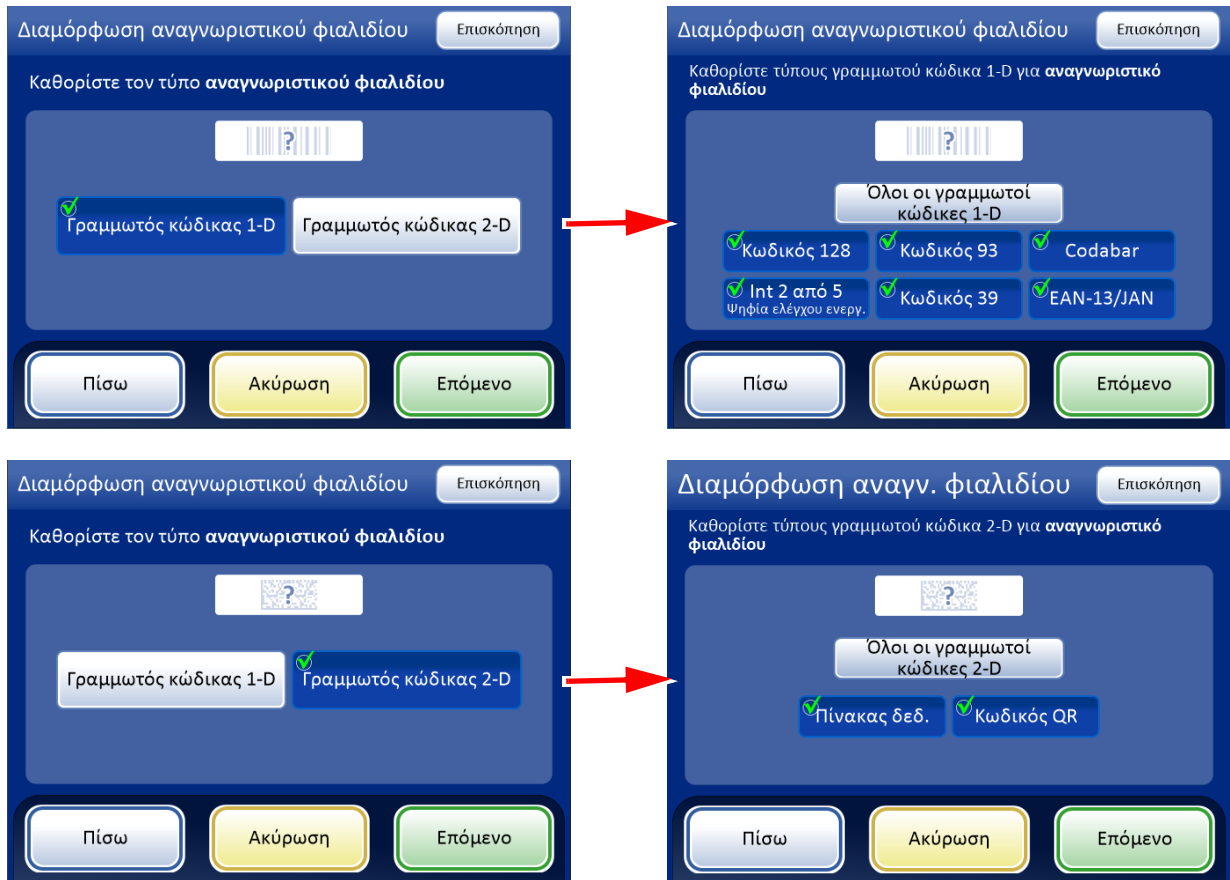 Διαμόρφωση αναγνωριστικού φιαλιδίου
Επισκόπηση
Καθορίστε τον τύπο αναγνωριστικού φιαλιδίου
?
Γραμμωτός κώδικας 1-D
Γραμμωτός κώδικας 2-D
Πίσω
Ακύρωση
Επόμενο
Διαμόρφωση αναγνωριστικού φιαλιδίου
Επισκόπηση
Καθορίστε τύπους γραμμωτού κώδικα 1-D για αναγνωριστικό
φιαλιδίου
?
Όλοι οι γραμμωτοί
κώδικες 1-D
Κωδικός 128
Κωδικός 93
Codabar
Int 2 από 5
Ψηφία ελέγχου ενεργ.
Κωδικός 39
EAN-13/JAN
Πίσω
Ακύρωση
Επόμενο
Διαμόρφωση αναγνωριστικού φιαλιδίου
Επισκόπηση
Καθορίστε τον τύπο αναγνωριστικού φιαλιδίου
?
Γραμμωτός κώδικας 1-D
Γραμμωτός κώδικας 2-D
Πίσω
Ακύρωση
Επόμενο
Διαμόρφωση αναγν. φιαλιδίου
Επισκόπηση
Καθορίστε τύπους γραμμωτού κώδικα 2-D για αναγνωριστικό
φιαλιδίου
?
Όλοι οι γραμμωτοί
κώδικες 2-D
Πίνακας δεδ.
Κωδικός QR
Πίσω
Ακύρωση
Επόμενο